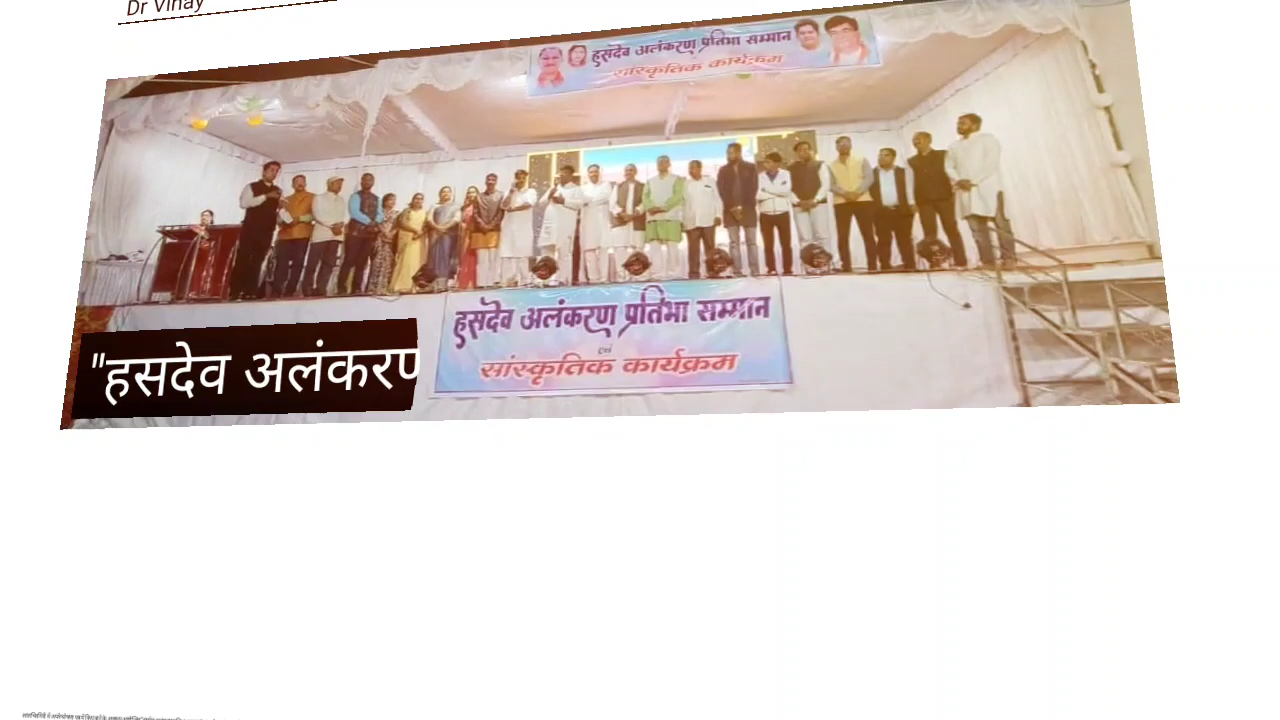 Dr Vinay
हसदेव अलंकरण प्रतिभा सम्मान
सांस्कृतिक कार्यक्रम
हसदेव अलंकरण प्रतिभा सम्मान
एवं
सांस्कृतिक कार्यक्रम
"हसदेव अलंकरण